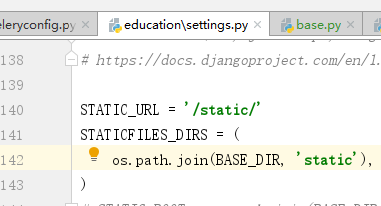 eleryconfig.py education\settings.py base.py
138 # https://docs.djangoproject.com/en/1.
139
140 STATIC_URL = '/static/'
141 STATICFILES_DIRS = (
142 os.path.join(BASE_DIR, 'static'),
143 )